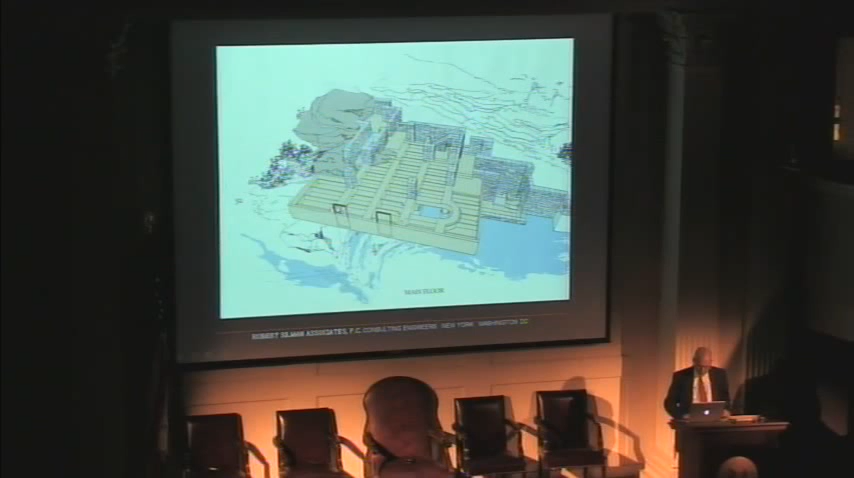 MAIN FLOOR
ROBERT SILMAN ASSOCIATES, P.C. CONSULTING ENGINEERS NEW YORK WASHINGTON DC